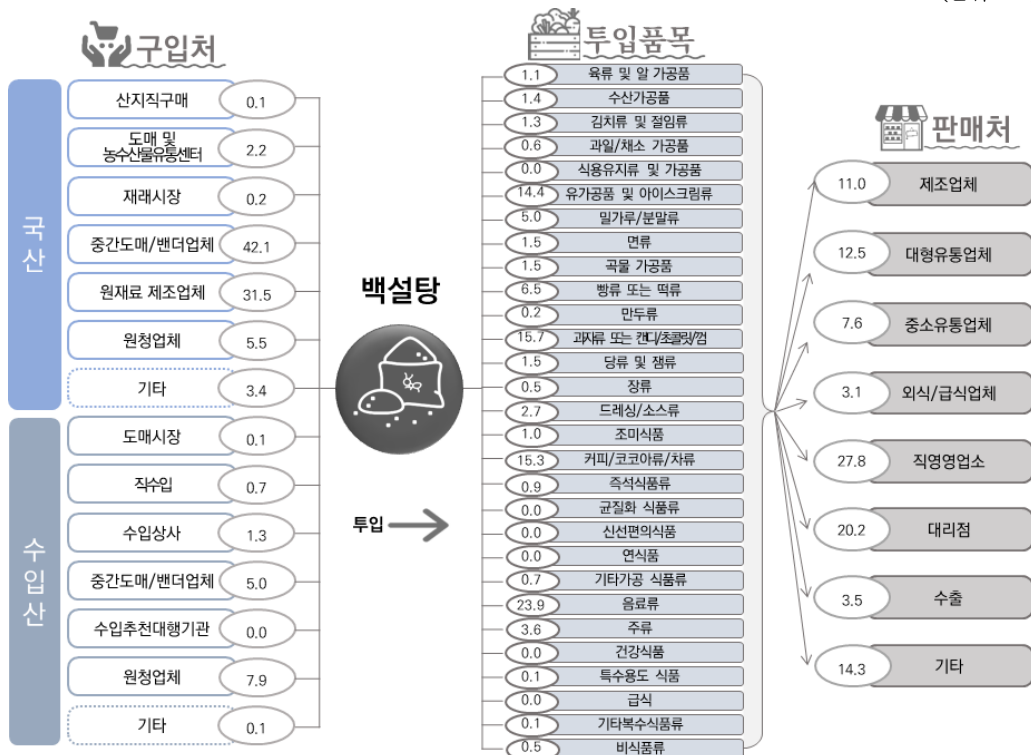 구입처
국산
산지직구매 0.1
도매 및
농수산물유통센터 2.2
재래시장 0.2
중간도매/밴더업체 42.1
원재료 제조업체 31.5
원청업체 5.5
기타 3.4
수입산
도매시장 0.1
직수입 0.7
수입상사 1.3
중간도매/밴더업체 5.0
수입추천대행기관 0.0
원청업체 7.9
기타 0.1
백설탕
투입
투입품목
1.1 육류 및 알 가공품
1.4 수산가공품
1.3 김치류 및 절임류
0.6 과일/채소 가공품
0.0 식용유지류 및 가공품
14.4 유가공품 및 아이스크림류
5.0 밀가루/분말류
1.5 면류
1.5 곡물 가공품
6.5 빵류 또는 떡류
0.2 만두류
15.7 과자류 또는 캔디/초콜릿/껌
1.5 당류 및 잼류
0.5 장류
2.7 드레싱/소스류
1.0 조미식품
15.3 커피/코코아류/차류
0.9 즉석식품류
0.0 균질화 식품류
0.0 신선편의식품
0.0 연식품
0.7 기타가공 식품류
23.9 음료류
3.6 주류
0.0 건강식품
0.1 특수용도 식품
0.0 급식
0.1 기타복수식품류
0.5 비식품류
판매처
11.0 제조업체
12.5 대형유통업체
7.6 중소유통업체
3.1 외식/급식업체
27.8 직영영업소
20.2 대리점
3.5 수출
14.3 기타